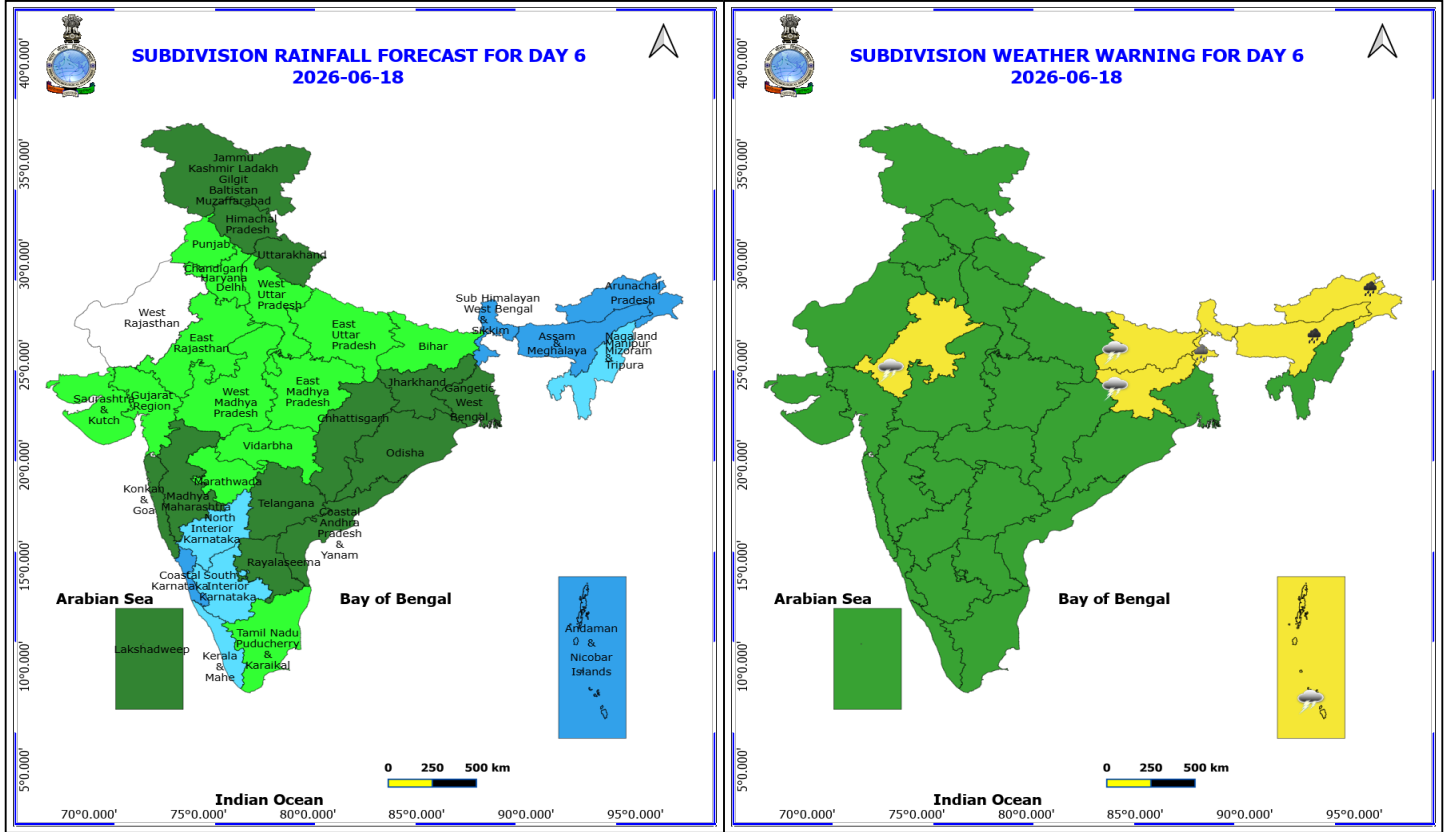 SUBDIVISION RAINFALL FORECAST FOR DAY 6
2026-06-18
40°0.000'
35°0.000'
30°0.000'
25°0.000'
20°0.000'
15°0.000'
10°0.000'
5°0.000'
Jammu
Kashmir Ladakh
Gilgit
Baltistan
Muzaffarabad
Himachal
Pradesh
Punjab
Uttarakhand
Chandigarh
Haryana
Delhi
West
Uttar
Pradesh
West
Rajasthan
East
Rajasthan
East
Uttar
Pradesh
Bihar
Sub Himalayan
West Bengal
&
Sikkim
Arunachal
Pradesh
Assam
&
Meghalaya
Nagaland
Manipur
Mizoram
&
Tripura
Saurashtra
&
Kutch
Gujarat
Region
West
Madhya
Pradesh
East
Madhya
Pradesh
Jharkhand
Gangetic
West
Bengal
Chhattisgarh
Odisha
Vidarbha
Marathwada
Konkan
&
Goa
Madhya
Maharashtra
Telangana
North
Interior
Karnataka
Coastal
Andhra
Pradesh
&
Yanam
Rayalaseema
Coastal
Karnataka
South
Interior
Karnataka
Arabian Sea
Bay of Bengal
Lakshadweep
Kerala
&
Mahe
Tamil Nadu
Puducherry
&
Karaikal
Andaman
&
Nicobar
Islands
0 250 500 km
Indian Ocean
70°0.000' 75°0.000' 80°0.000' 85°0.000' 90°0.000' 95°0.000'
SUBDIVISION WEATHER WARNING FOR DAY 6
2026-06-18
40°0.000'
35°0.000'
30°0.000'
25°0.000'
20°0.000'
15°0.000'
10°0.000'
5°0.000'
Arabian Sea
Bay of Bengal
0 250 500 km
Indian Ocean
70°0.000' 75°0.000' 80°0.000' 85°0.000' 90°0.000' 95°0.000'